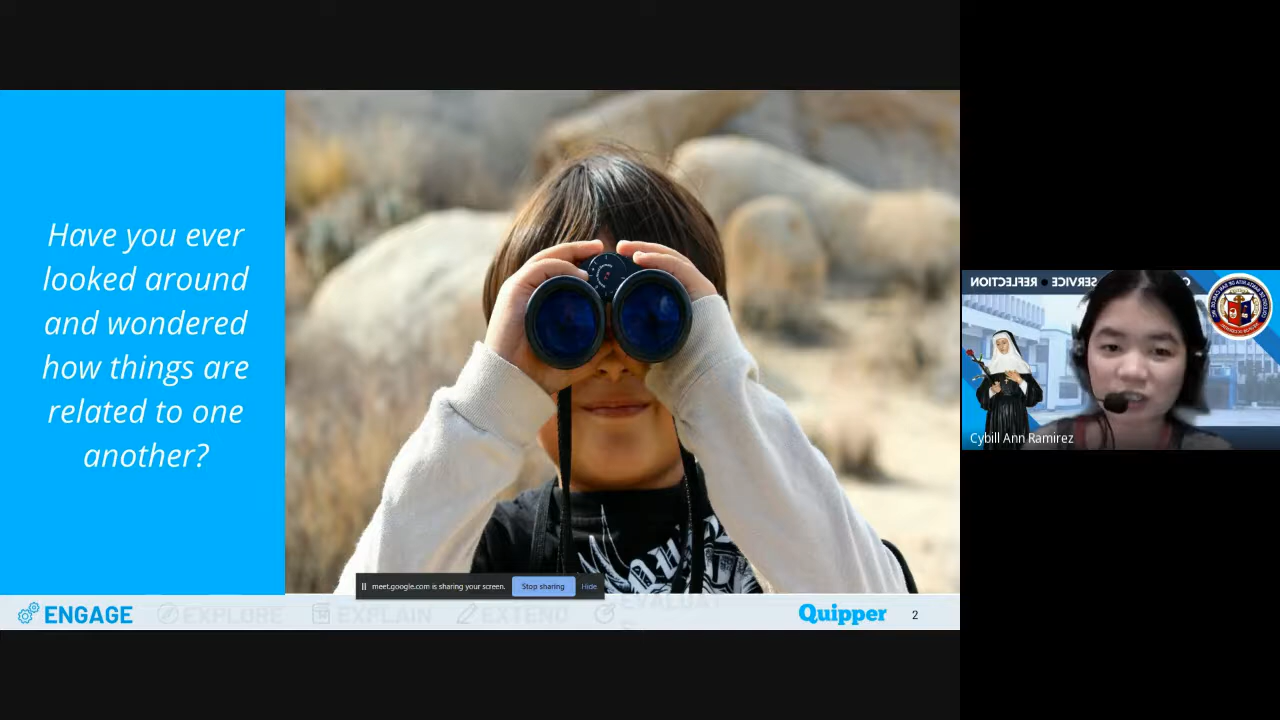 Have you ever
looked around
and wondered
how things are
related to one
another?
meet.google.com is sharing your screen.
Stop sharing
Hide
ENGAGE
EXPLORE
EXPLAIN
EXTEND
Quipper
2
SERVICE ● REFLECTION
Cybill Ann Ramirez